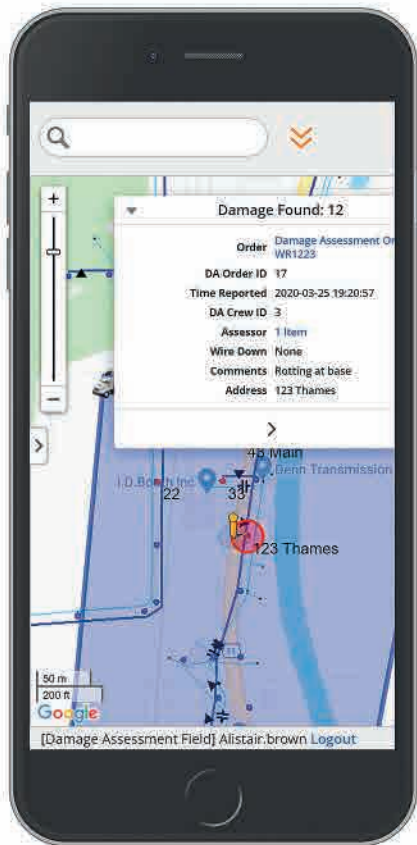 Damage Found: 12
Order Damage Assessment Or
WR1223
DA Order ID 17
Time Reported 2020-03-25 19:20:57
DA Crew ID 3
Assessor 1 Item
Wire Down None
Comments Rotting at base
Address 123 Thames
48 Main
Denn Transmission
22
33
123 Thames
50 m
200 ft
Google
[Damage Assessment Field] Alistair.brown Logout